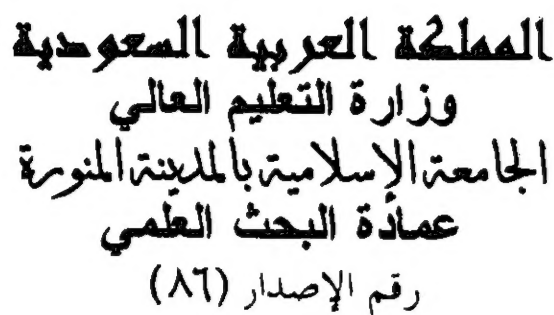 المملكة العربية السعودية
وزارة التعليم العالي
الجامعة الإسلامية بالمدينة المنورة
عمادة البحث العلمي
رقم الإصدار (٨٦)